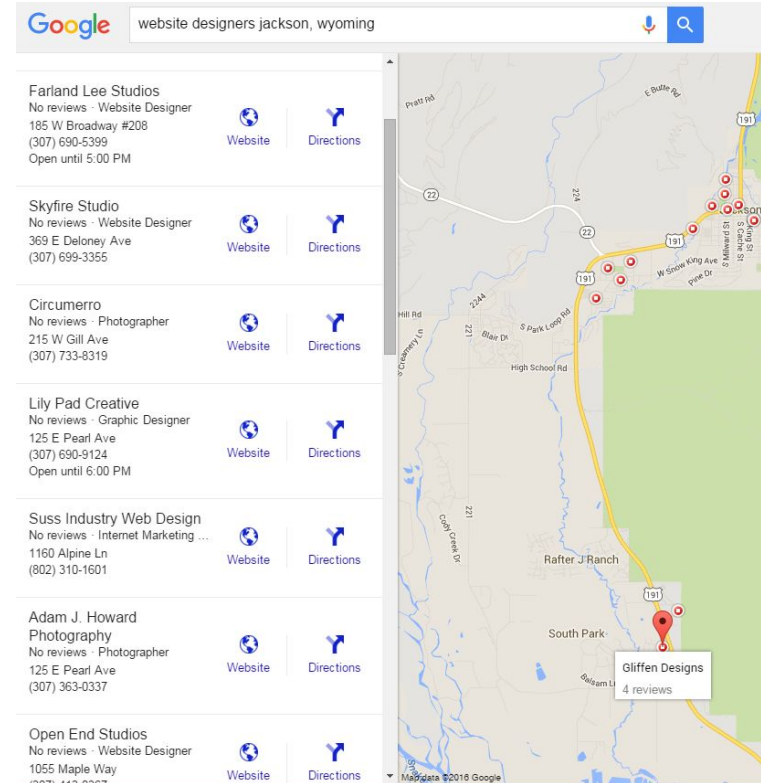 Google
website designers jackson, wyoming
Farland Lee Studios
No reviews · Website Designer
185 W Broadway #208
(307) 690-5399
Open until 5:00 PM
Website
Directions
Skyfire Studio
No reviews · Website Designer
369 E Deloney Ave
(307) 699-3355
Website
Directions
Circumerro
No reviews · Photographer
215 W Gill Ave
(307) 733-8319
Website
Directions
Lily Pad Creative
No reviews · Graphic Designer
125 E Pearl Ave
(307) 690-9124
Open until 6:00 PM
Website
Directions
Suss Industry Web Design
No reviews · Internet Marketing ...
1160 Alpine Ln
(802) 310-1601
Website
Directions
Adam J. Howard
Photography
No reviews · Photographer
125 E Pearl Ave
(307) 363-0337
Website
Directions
Open End Studios
No reviews · Website Designer
1055 Maple Way
Website
Directions
Pratt Rd
E Butte Rd
191
22
224
22
191
S Millward St
S Cache St
King St
W Snow King Ave
Pine Dr
191
2244
Hill Rd
S Park Loop Rd
221
Blair Dr
S Creamery Ln
High School Rd
221
Cody Creek Dr
Rafter J Ranch
191
South Park
Gliffen Designs
4 reviews
Balsam
Map data ©2016 Google